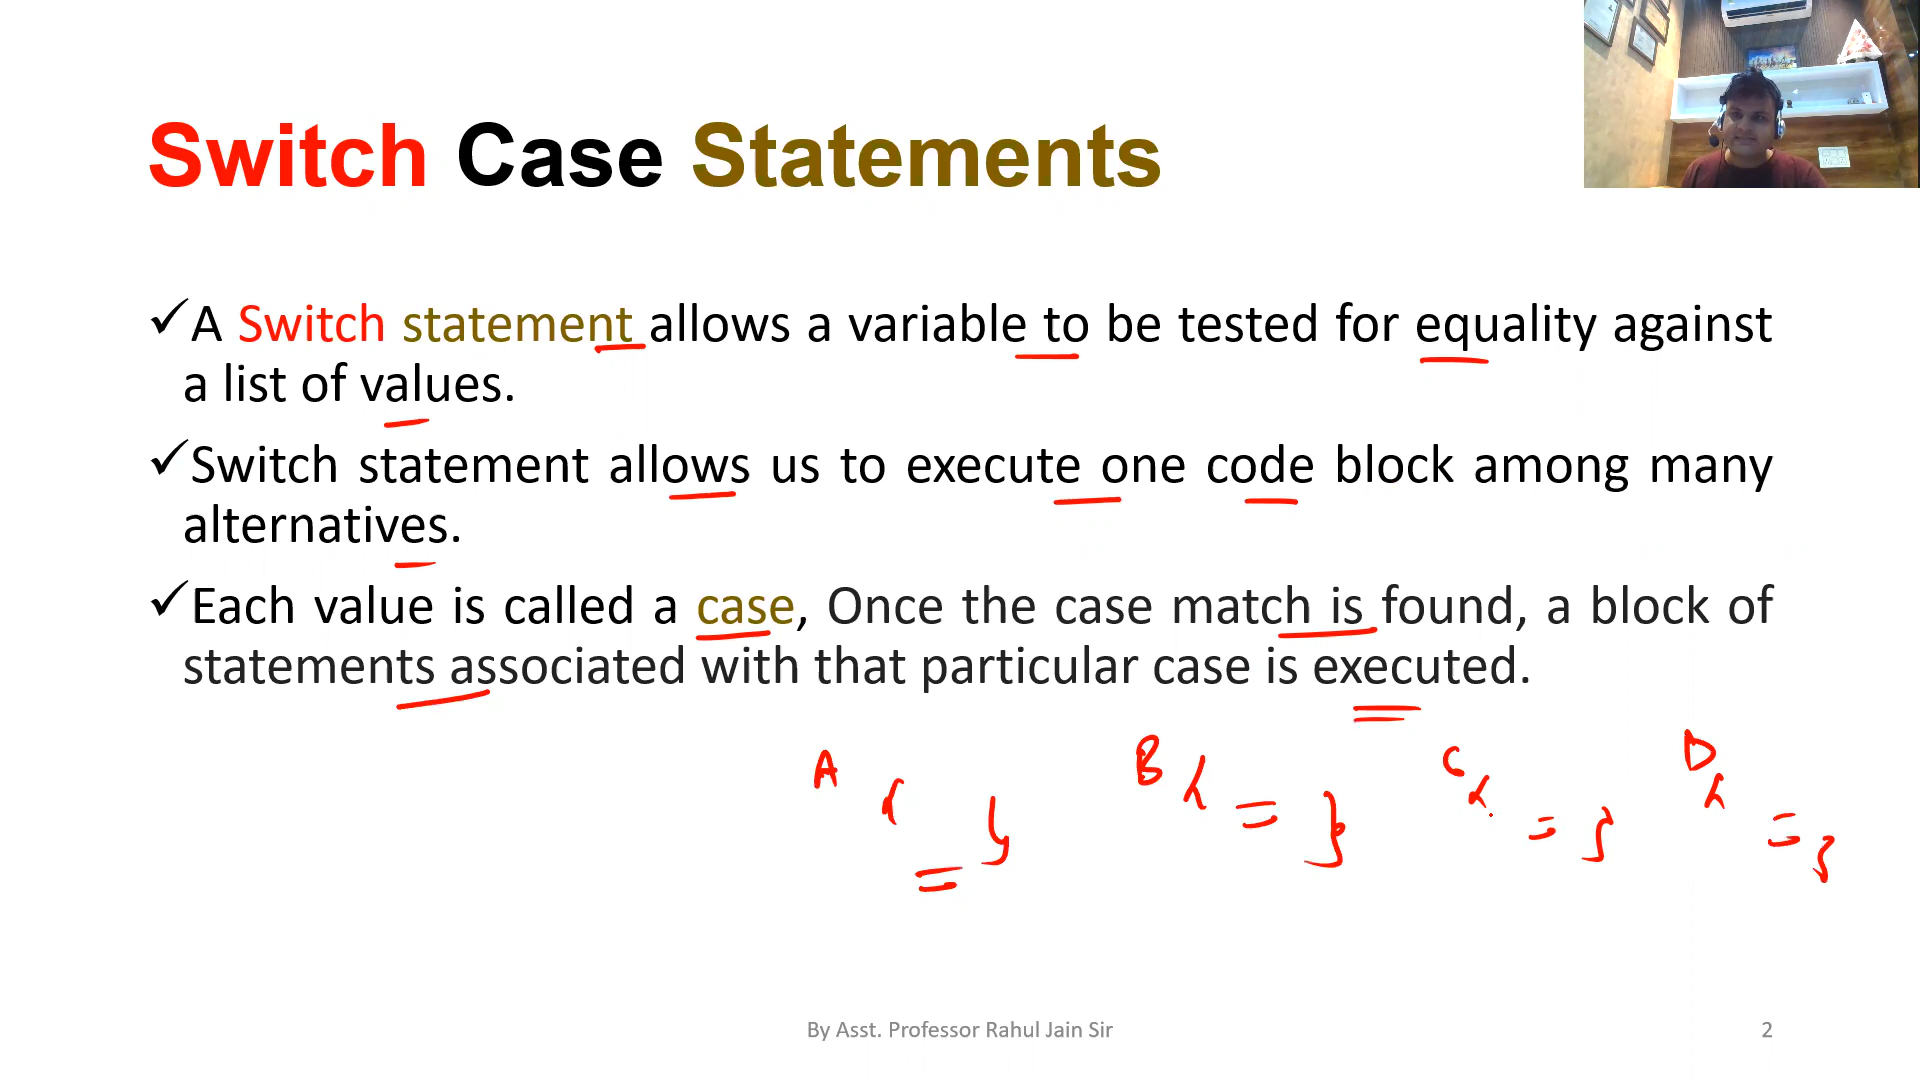 Switch Case Statements
✓A Switch statement allows a variable to be tested for equality against
a list of values.
✓Switch statement allows us to execute one code block among many
alternatives.
✓Each value is called a case, Once the case match is found, a block of
statements associated with that particular case is executed.
A { = } B { = } C { = } D { = }
By Asst. Professor Rahul Jain Sir 2